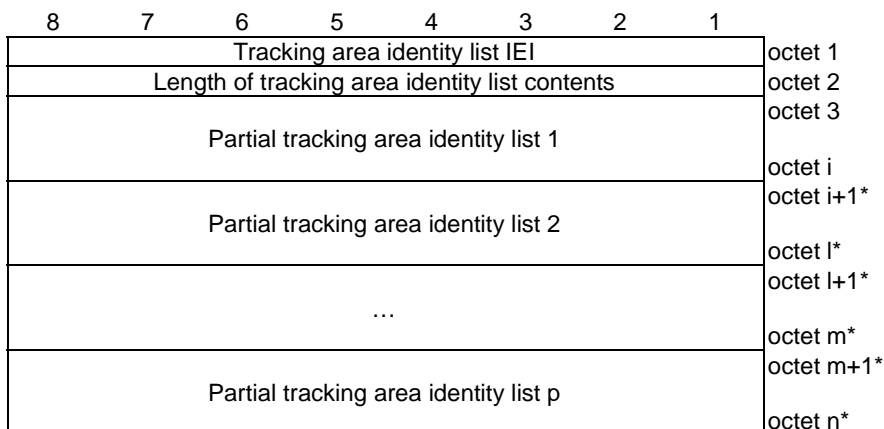 8 7 6 5 4 3 2 1
Tracking area identity list IEI octet 1
Length of tracking area identity list contents octet 2
octet 3
Partial tracking area identity list 1
octet i
octet i+1*
Partial tracking area identity list 2
octet l*
octet l+1*
…
octet m*
octet m+1*
Partial tracking area identity list p
octet n*